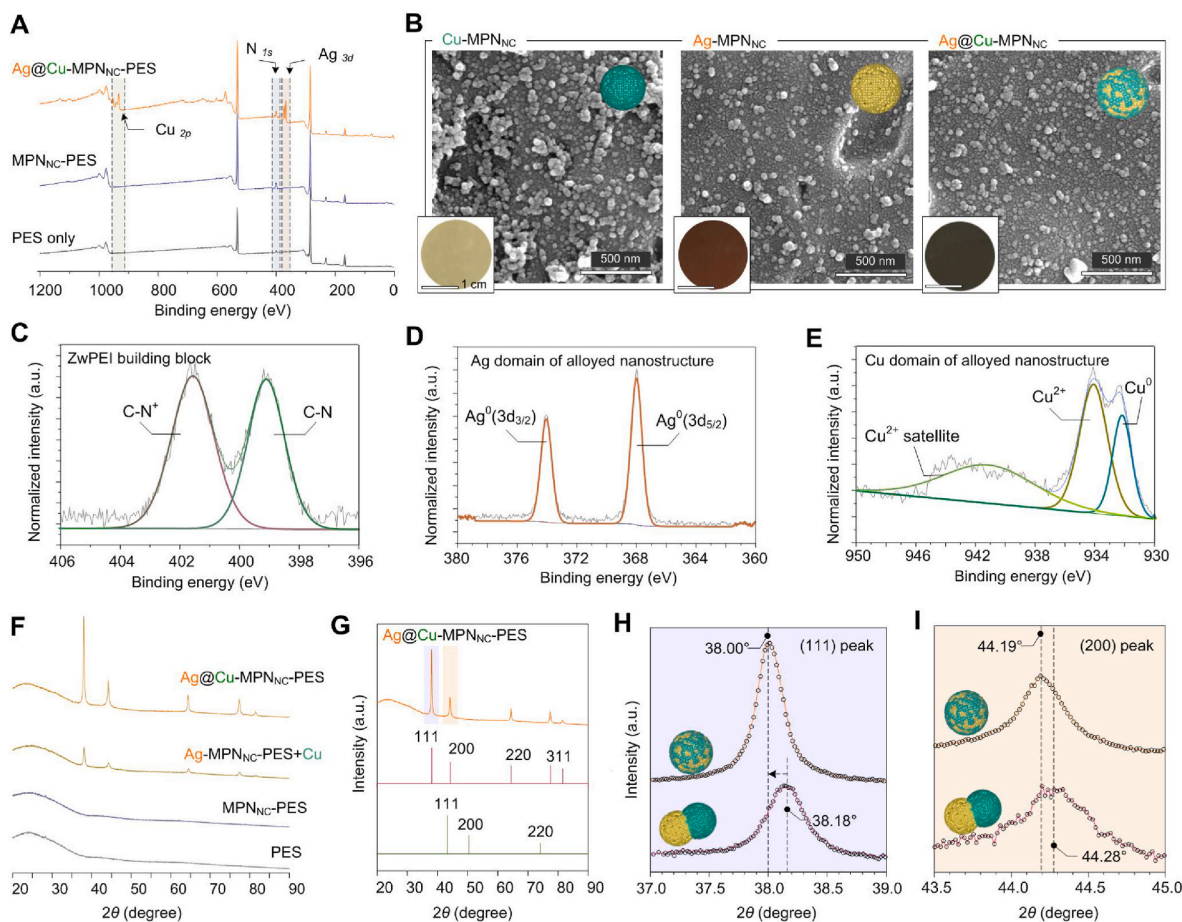 A
N 1s
Ag 3d
Ag@Cu-MPNNC-PES
Cu 2p
MPNNC-PES
PES only
1200 1000 800 600 400 200 0
Binding energy (eV)
B
Cu-MPNNC
Ag-MPNNC
Ag@Cu-MPNNC
500 nm
500 nm
500 nm
1 cm
C
ZwPEI building block
C-N+
C-N
Normalized intensity (a.u.)
406 404 402 400 398 396
Binding energy (eV)
D
Ag domain of alloyed nanostructure
Ag0(3d3/2)
Ag0(3d5/2)
Normalized intensity (a.u.)
380 376 372 368 364 360
Binding energy (eV)
E
Cu domain of alloyed nanostructure
Cu2+
Cu0
Cu2+ satellite
Normalized intensity (a.u.)
950 946 942 938 934 930
Binding energy (eV)
F
Ag@Cu-MPNNC-PES
Ag-MPNNC-PES+Cu
MPNNC-PES
PES
20 30 40 50 60 70 80 90
2θ (degree)
G
Ag@Cu-MPNNC-PES
Intensity (a.u.)
111
200
220
311
111
200
220
20 30 40 50 60 70 80 90
2θ (degree)
H
38.00°
(111) peak
38.18°
Intensity (a.u.)
37.0 37.5 38.0 38.5 39.0
2θ (degree)
I
44.19°
(200) peak
44.28°
43.5 44.0 44.5 45.0
2θ (degree)